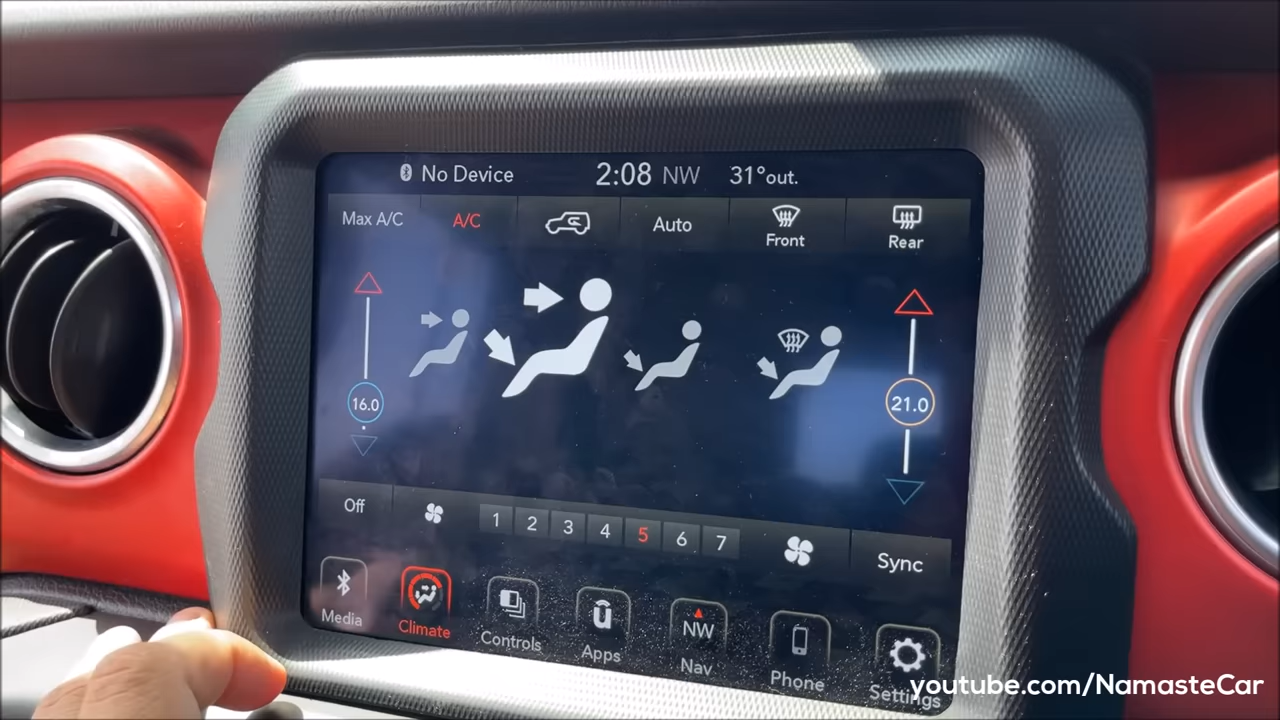 No Device 2:08 NW 31°out.
Max A/C A/C Auto Front Rear
16.0 21.0
Off 1 2 3 4 5 6 7 Sync
Media Climate Controls Apps NW Nav Phone Settings
youtube.com/NamasteCar